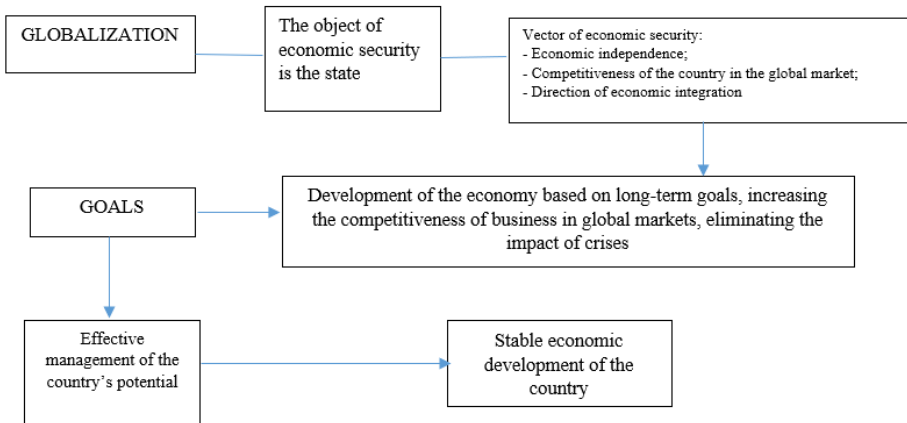 GLOBALIZATION
The object of
economic security
is the state
Vector of economic security:
- Economic independence;
- Competitiveness of the country in the global market;
- Direction of economic integration
GOALS
Development of the economy based on long-term goals, increasing
the competitiveness of business in global markets, eliminating the
impact of crises
Effective
management of the
country’s potential
Stable economic
development of the
country